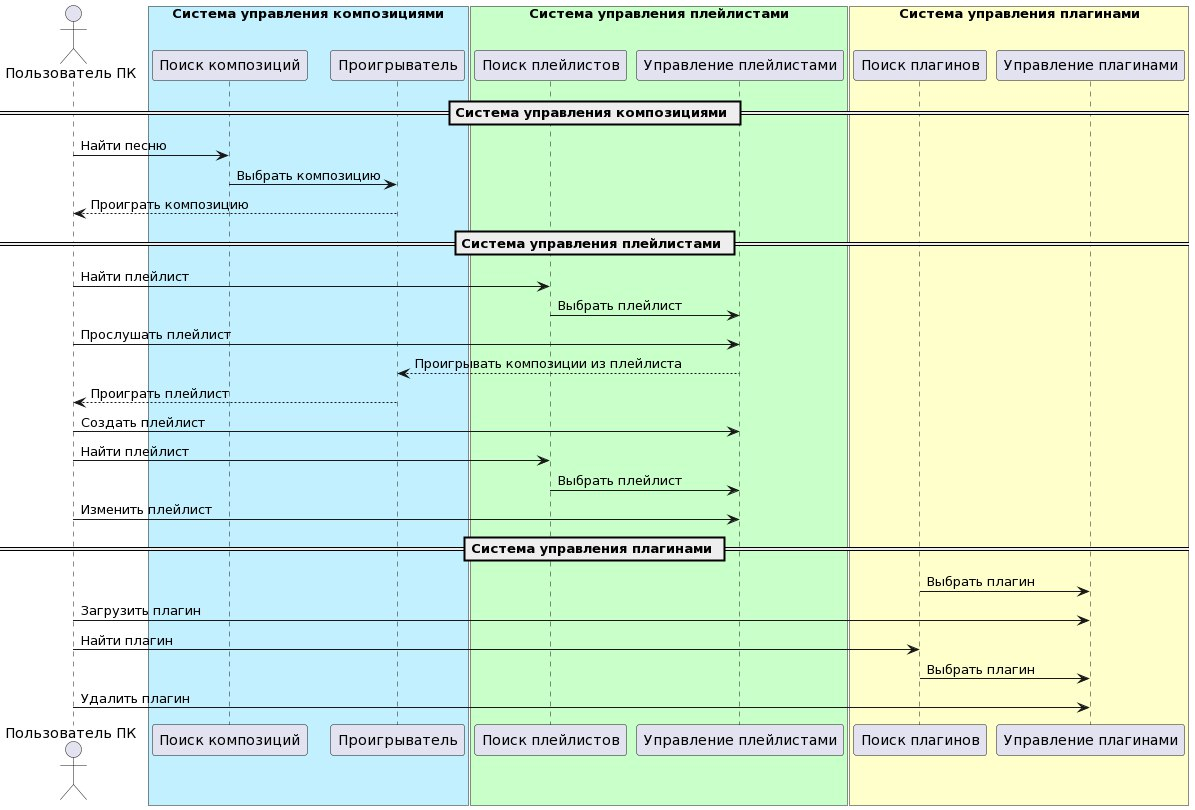 Система управления композициями
Система управления плейлистами
Система управления плагинами
Пользователь ПК
Поиск композиций
Проигрыватель
Поиск плейлистов
Управление плейлистами
Поиск плагинов
Управление плагинами
Система управления композициями
Найти песню
Выбрать композицию
Проиграть композицию
Система управления плейлистами
Найти плейлист
Выбрать плейлист
Прослушать плейлист
Проигрывать композиции из плейлиста
Проиграть плейлист
Создать плейлист
Найти плейлист
Выбрать плейлист
Изменить плейлист
Система управления плагинами
Выбрать плагин
Загрузить плагин
Найти плагин
Выбрать плагин
Удалить плагин
Пользователь ПК
Поиск композиций
Проигрыватель
Поиск плейлистов
Управление плейлистами
Поиск плагинов
Управление плагинами